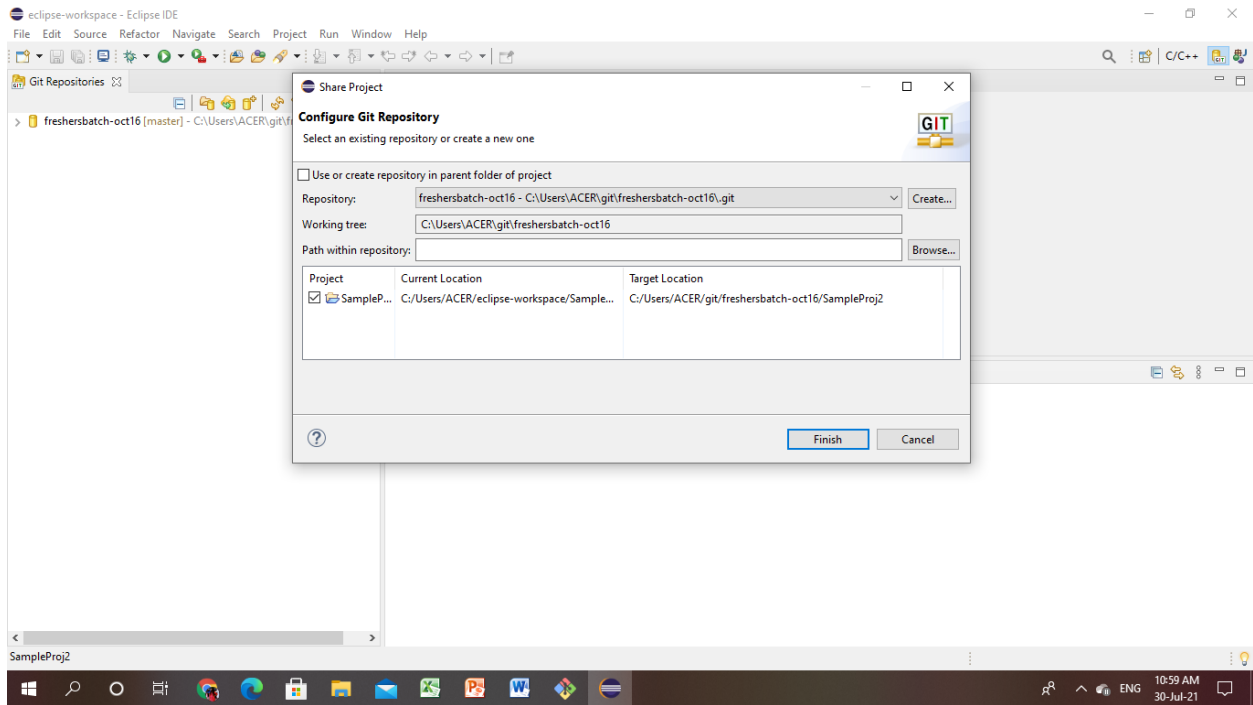 eclipse-workspace - Eclipse IDE
File Edit Source Refactor Navigate Search Project Run Window Help
C/C++
Git Repositories
freshersbatch-oct16 [master] - C:\Users\ACER\git\fr
Share Project
Configure Git Repository
Select an existing repository or create a new one
GIT
Use or create repository in parent folder of project
Repository: freshersbatch-oct16 - C:\Users\ACER\git\freshersbatch-oct16\.git Create...
Working tree: C:\Users\ACER\git\freshersbatch-oct16
Path within repository: Browse...
Project Current Location Target Location
SampleP... C:/Users/ACER/eclipse-workspace/Sample... C:/Users/ACER/git/freshersbatch-oct16/SampleProj2
Finish Cancel
SampleProj2
ENG 10:59 AM
30-Jul-21